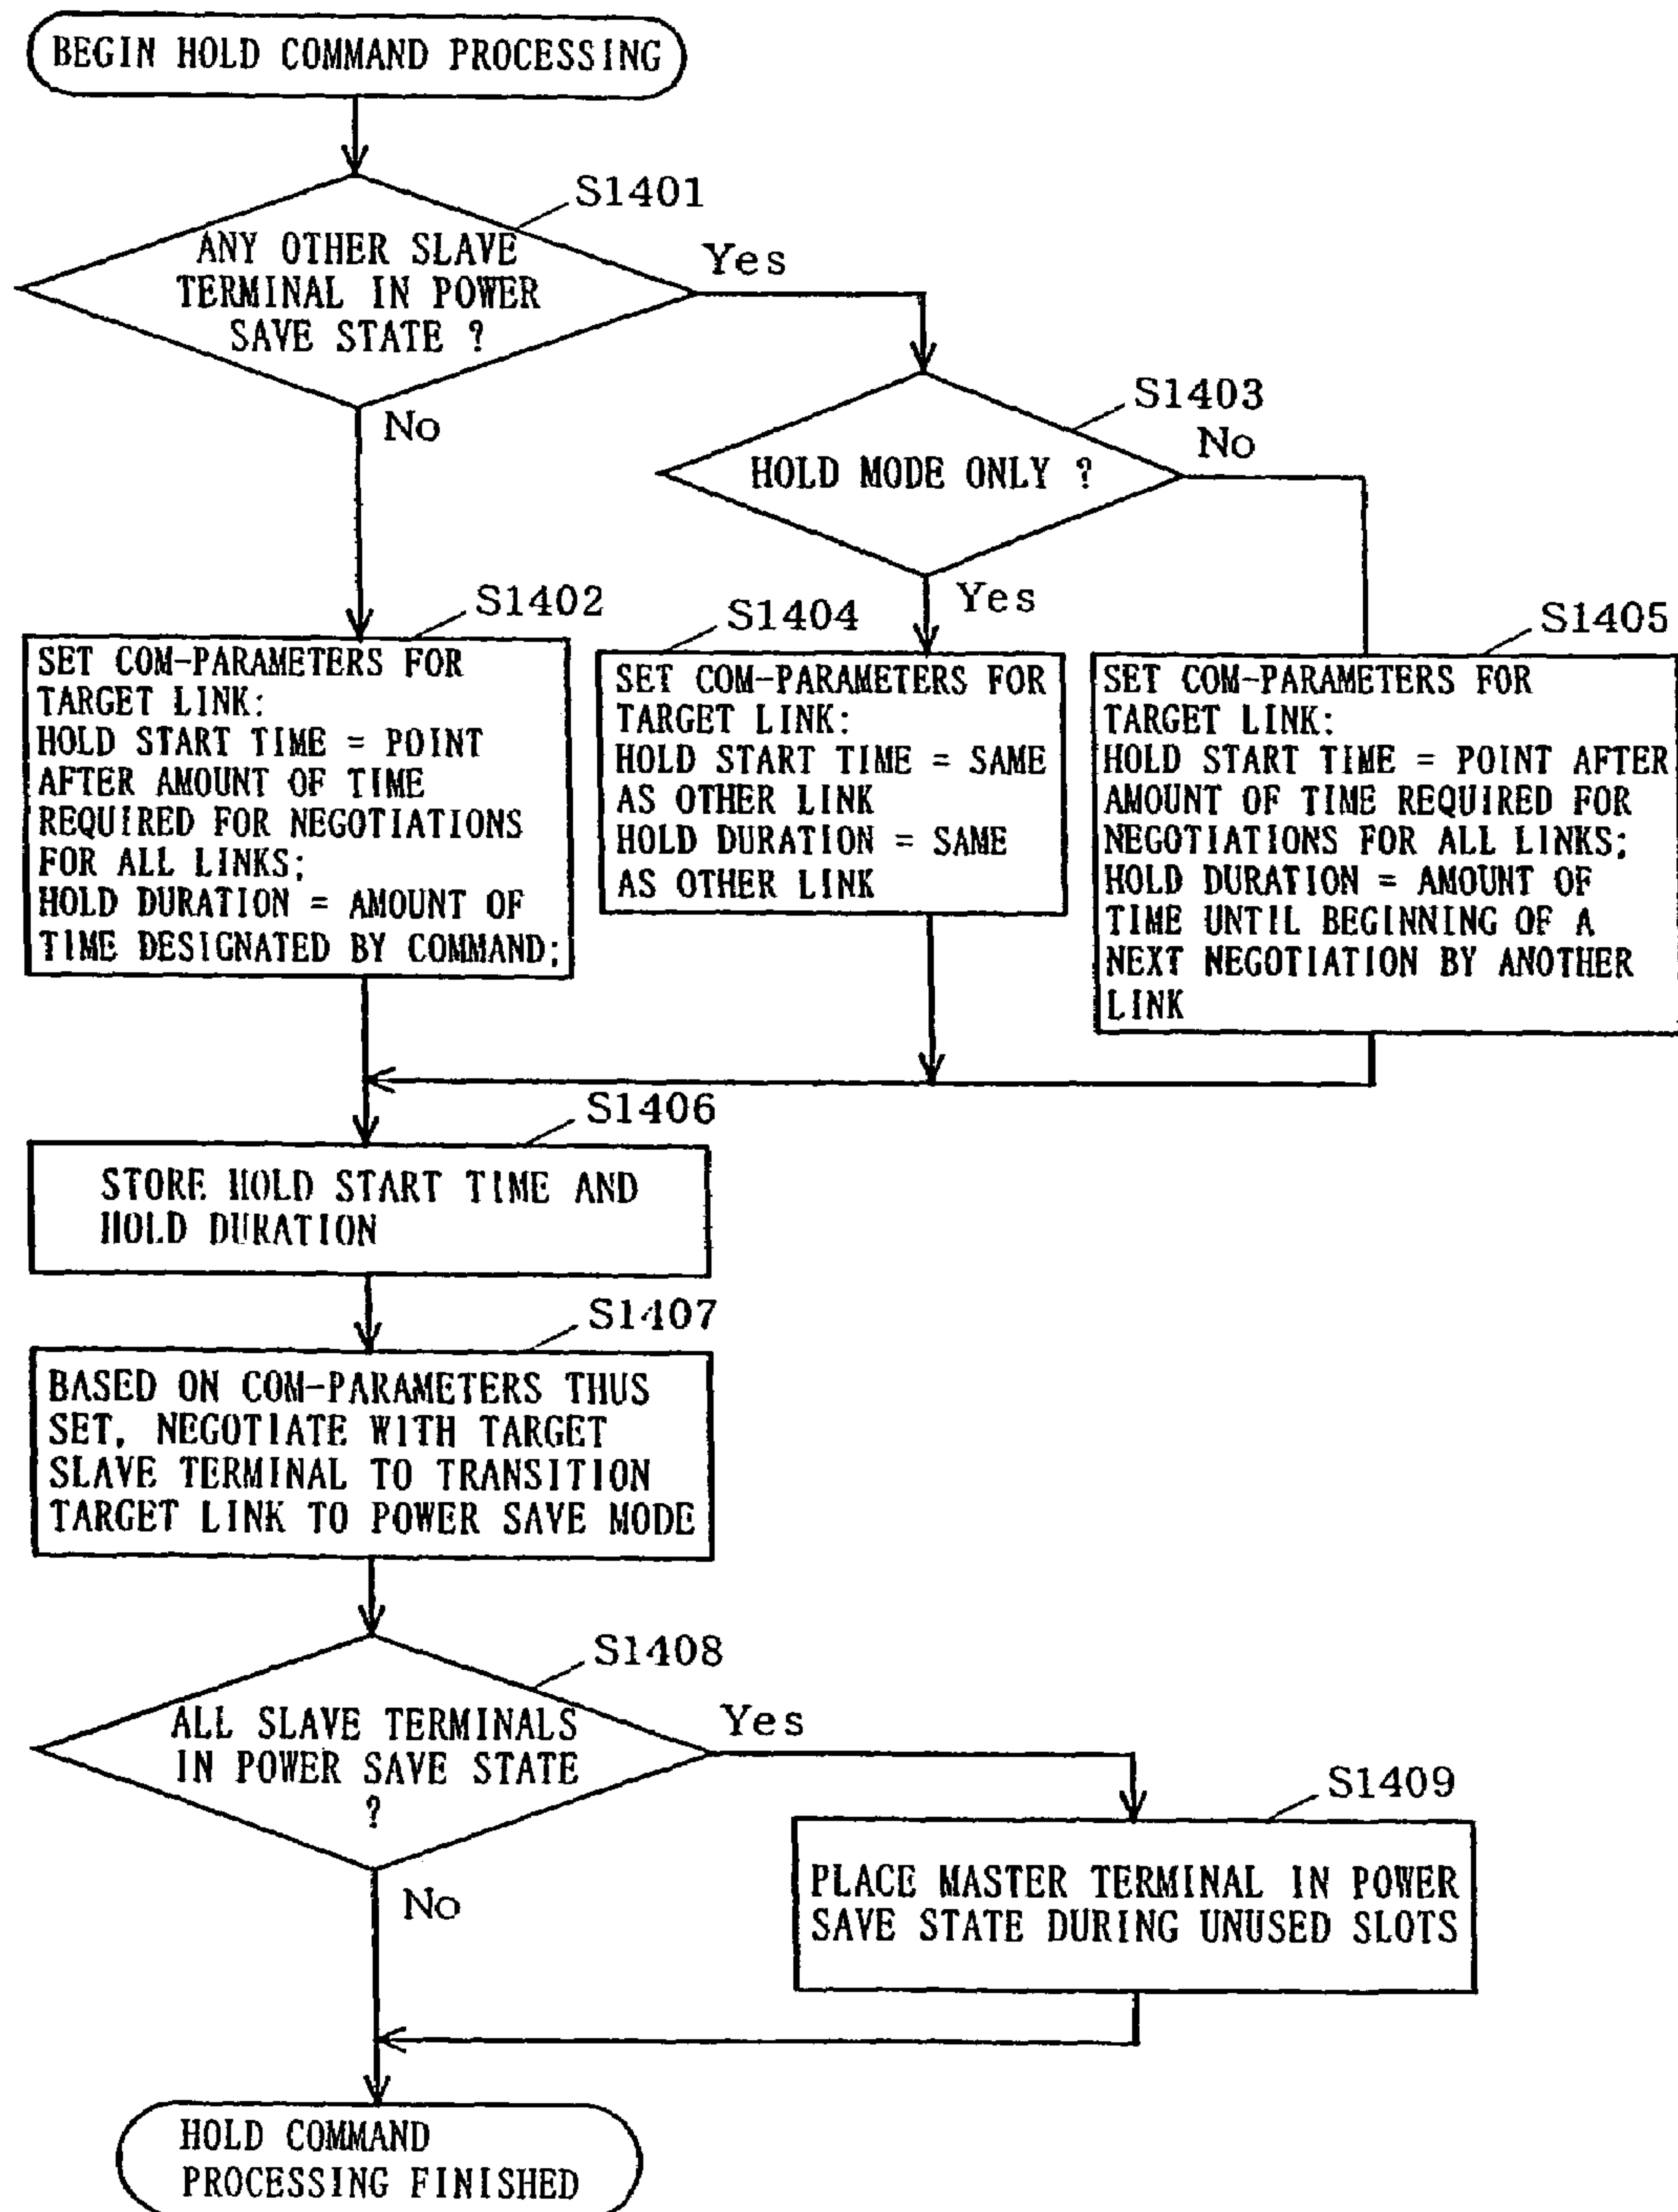 BEGIN HOLD COMMAND PROCESSING
S1401
ANY OTHER SLAVE
TERMINAL IN POWER
SAVE STATE ?
Yes
No
S1403
HOLD MODE ONLY ?
No
Yes
S1402
SET COM-PARAMETERS FOR
TARGET LINK:
HOLD START TIME = POINT
AFTER AMOUNT OF TIME
REQUIRED FOR NEGOTIATIONS
FOR ALL LINKS;
HOLD DURATION = AMOUNT OF
TIME DESIGNATED BY COMMAND;
S1404
SET COM-PARAMETERS FOR
TARGET LINK:
HOLD START TIME = SAME
AS OTHER LINK
HOLD DURATION = SAME
AS OTHER LINK
S1405
SET COM-PARAMETERS FOR
TARGET LINK:
HOLD START TIME = POINT AFTER
AMOUNT OF TIME REQUIRED FOR
NEGOTIATIONS FOR ALL LINKS;
HOLD DURATION = AMOUNT OF
TIME UNTIL BEGINNING OF A
NEXT NEGOTIATION BY ANOTHER
LINK
S1406
STORE HOLD START TIME AND
HOLD DURATION
S1407
BASED ON COM-PARAMETERS THUS
SET, NEGOTIATE WITH TARGET
SLAVE TERMINAL TO TRANSITION
TARGET LINK TO POWER SAVE MODE
S1408
ALL SLAVE TERMINALS
IN POWER SAVE STATE
?
Yes
No
S1409
PLACE MASTER TERMINAL IN POWER
SAVE STATE DURING UNUSED SLOTS
HOLD COMMAND
PROCESSING FINISHED